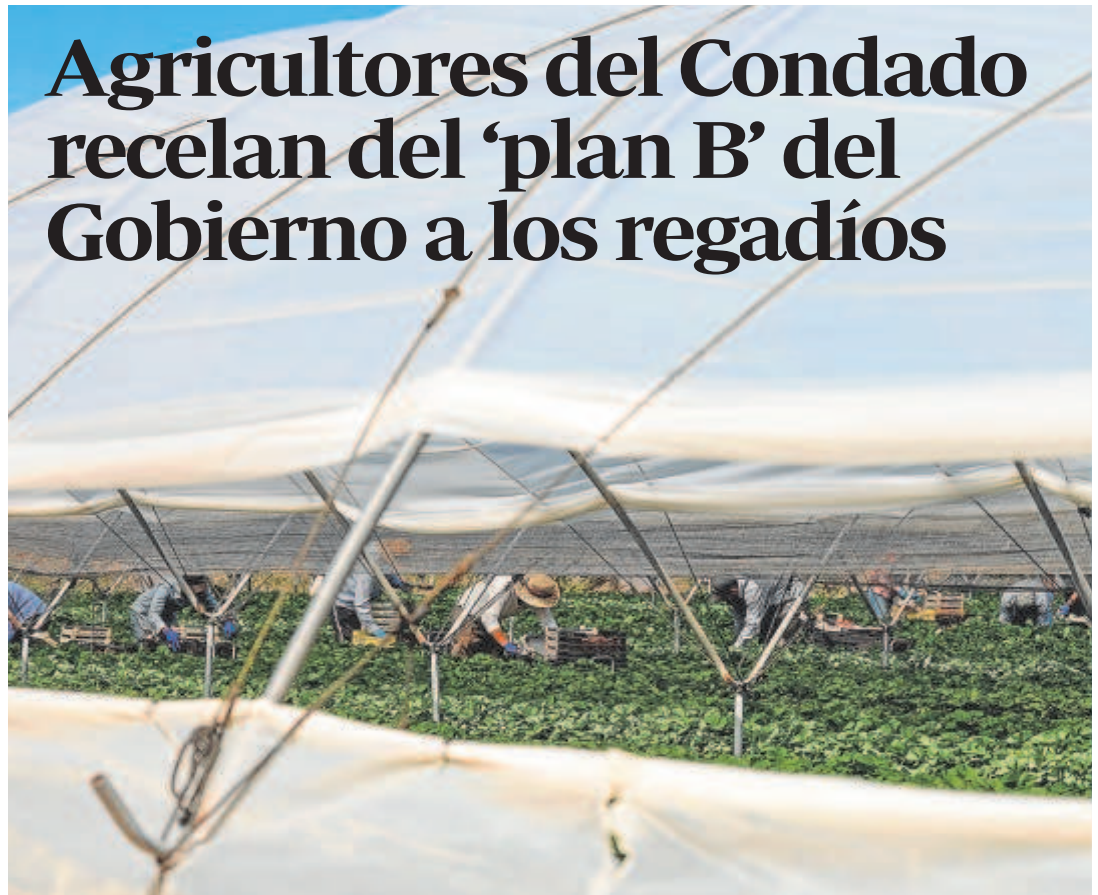 Agricultores del Condado
recelan del ‘plan B’ del
Gobierno a los regadíos